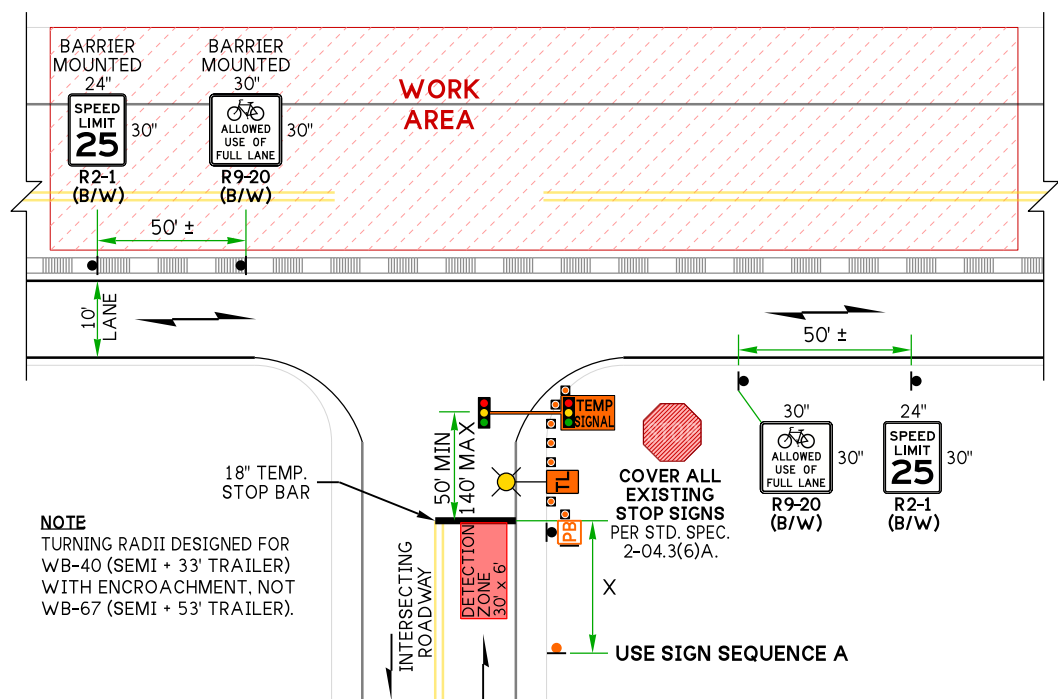 BARRIER
MOUNTED
24"
SPEED
LIMIT
25
30"
R2-1
(B/W)
BARRIER
MOUNTED
30"
ALLOWED
USE OF
FULL LANE
30"
R9-20
(B/W)
WORK
AREA
50' ±
10'
LANE
50' ±
TEMP
SIGNAL
STOP
50' MIN
140' MAX
TL
18" TEMP.
STOP BAR
PB
COVER ALL
EXISTING
STOP SIGNS
PER STD. SPEC.
2-04.3(6)A.
30"
ALLOWED
USE OF
FULL LANE
30"
R9-20
(B/W)
24"
SPEED
LIMIT
25
30"
R2-1
(B/W)
NOTE
TURNING RADII DESIGNED FOR
WB-40 (SEMI + 33' TRAILER)
WITH ENCROACHMENT, NOT
WB-67 (SEMI + 53' TRAILER).
INTERSECTING
ROADWAY
DETECTION
ZONE
30' x 6'
X
USE SIGN SEQUENCE A